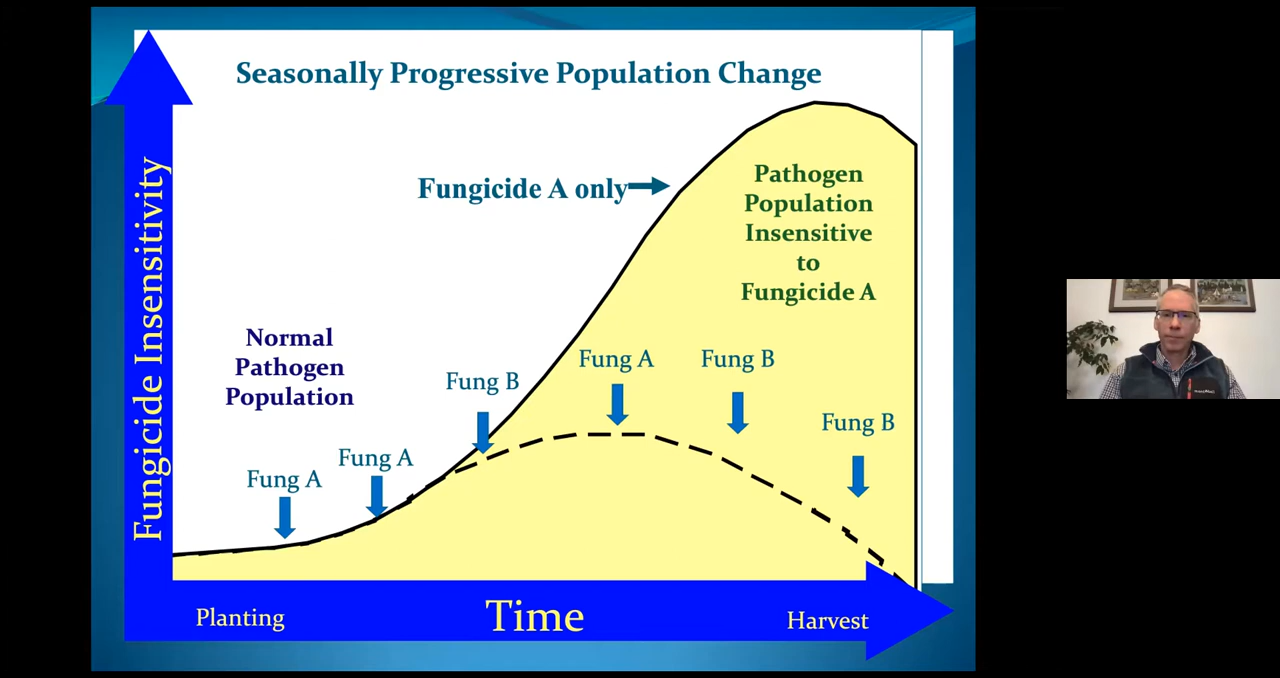 Seasonally Progressive Population Change
Fungicide Insensitivity
Fungicide A only
Pathogen
Population
Insensitive
to
Fungicide A
Normal
Pathogen
Population
Fung A
Fung A
Fung B
Fung A
Fung B
Fung B
Planting
Time
Harvest